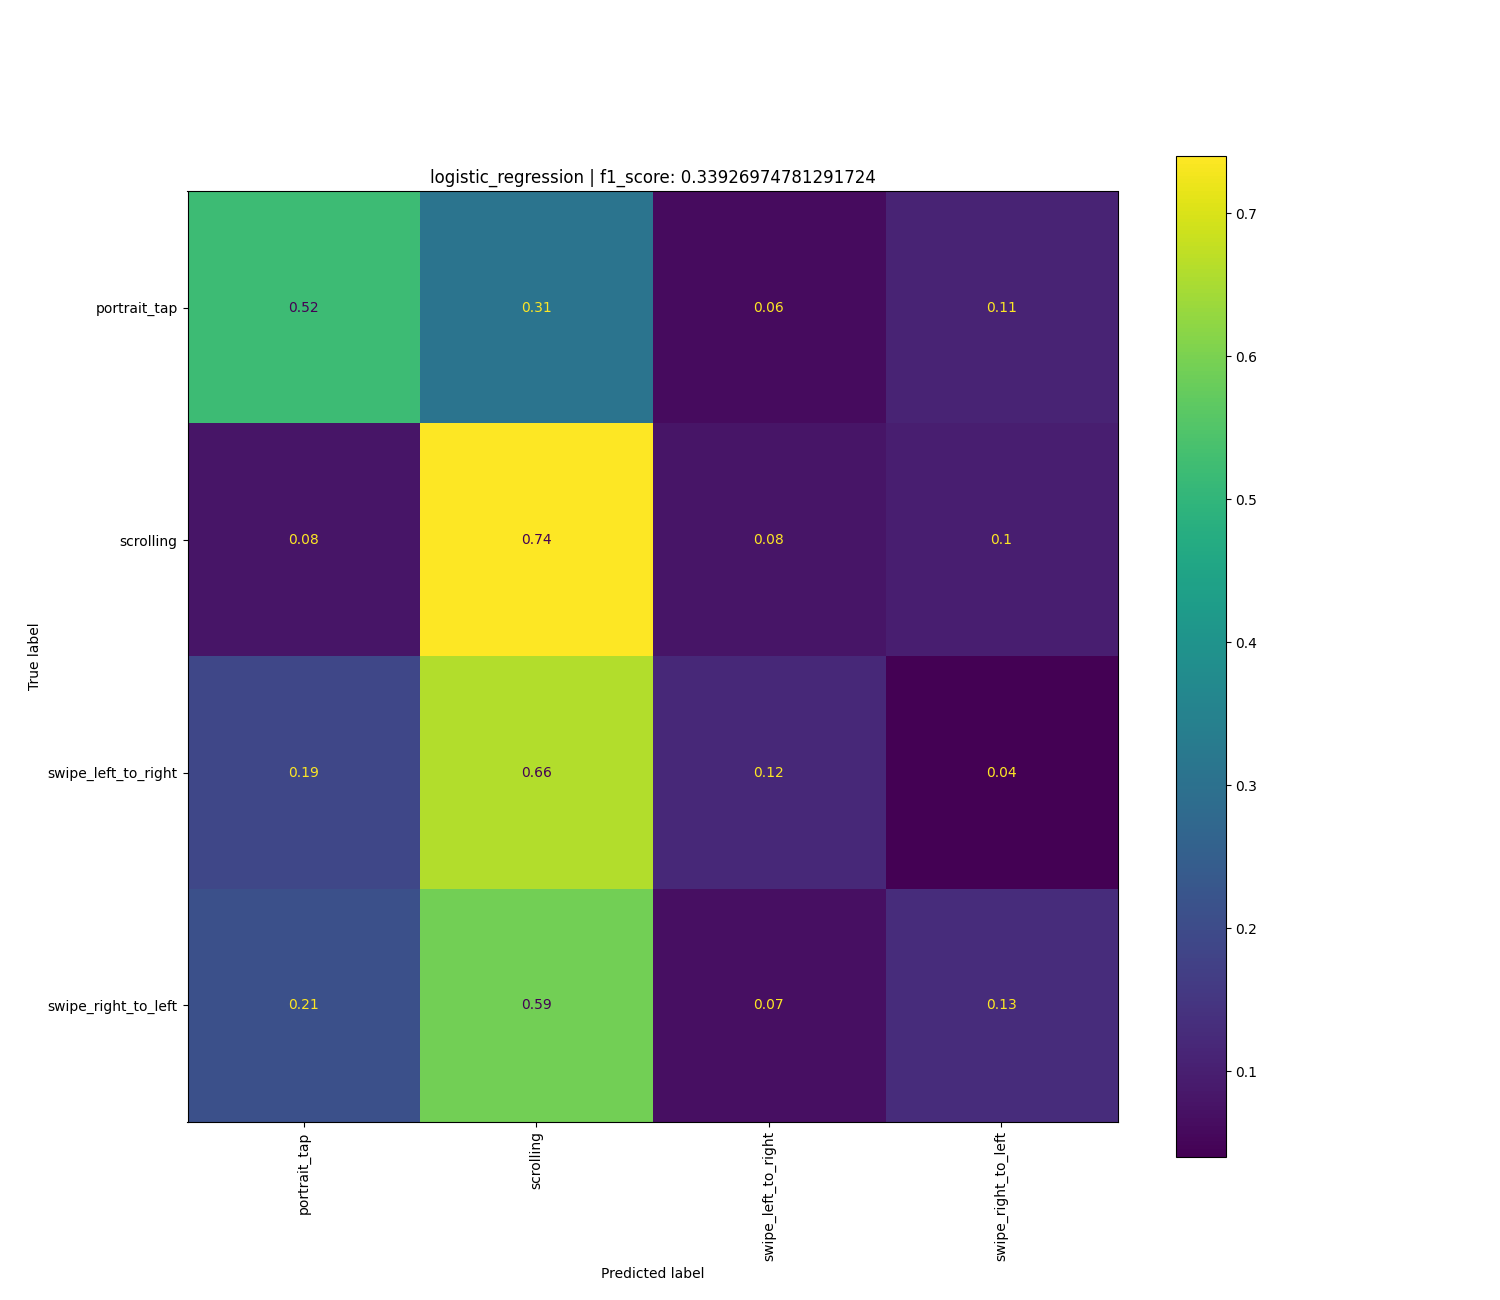 logistic_regression | f1_score: 0.33926974781291724
True label
portrait_tap
scrolling
swipe_left_to_right
swipe_right_to_left
0.52 0.31 0.06 0.11
0.08 0.74 0.08 0.1
0.19 0.66 0.12 0.04
0.21 0.59 0.07 0.13
portrait_tap
scrolling
swipe_left_to_right
swipe_right_to_left
Predicted label
0.7
0.6
0.5
0.4
0.3
0.2
0.1